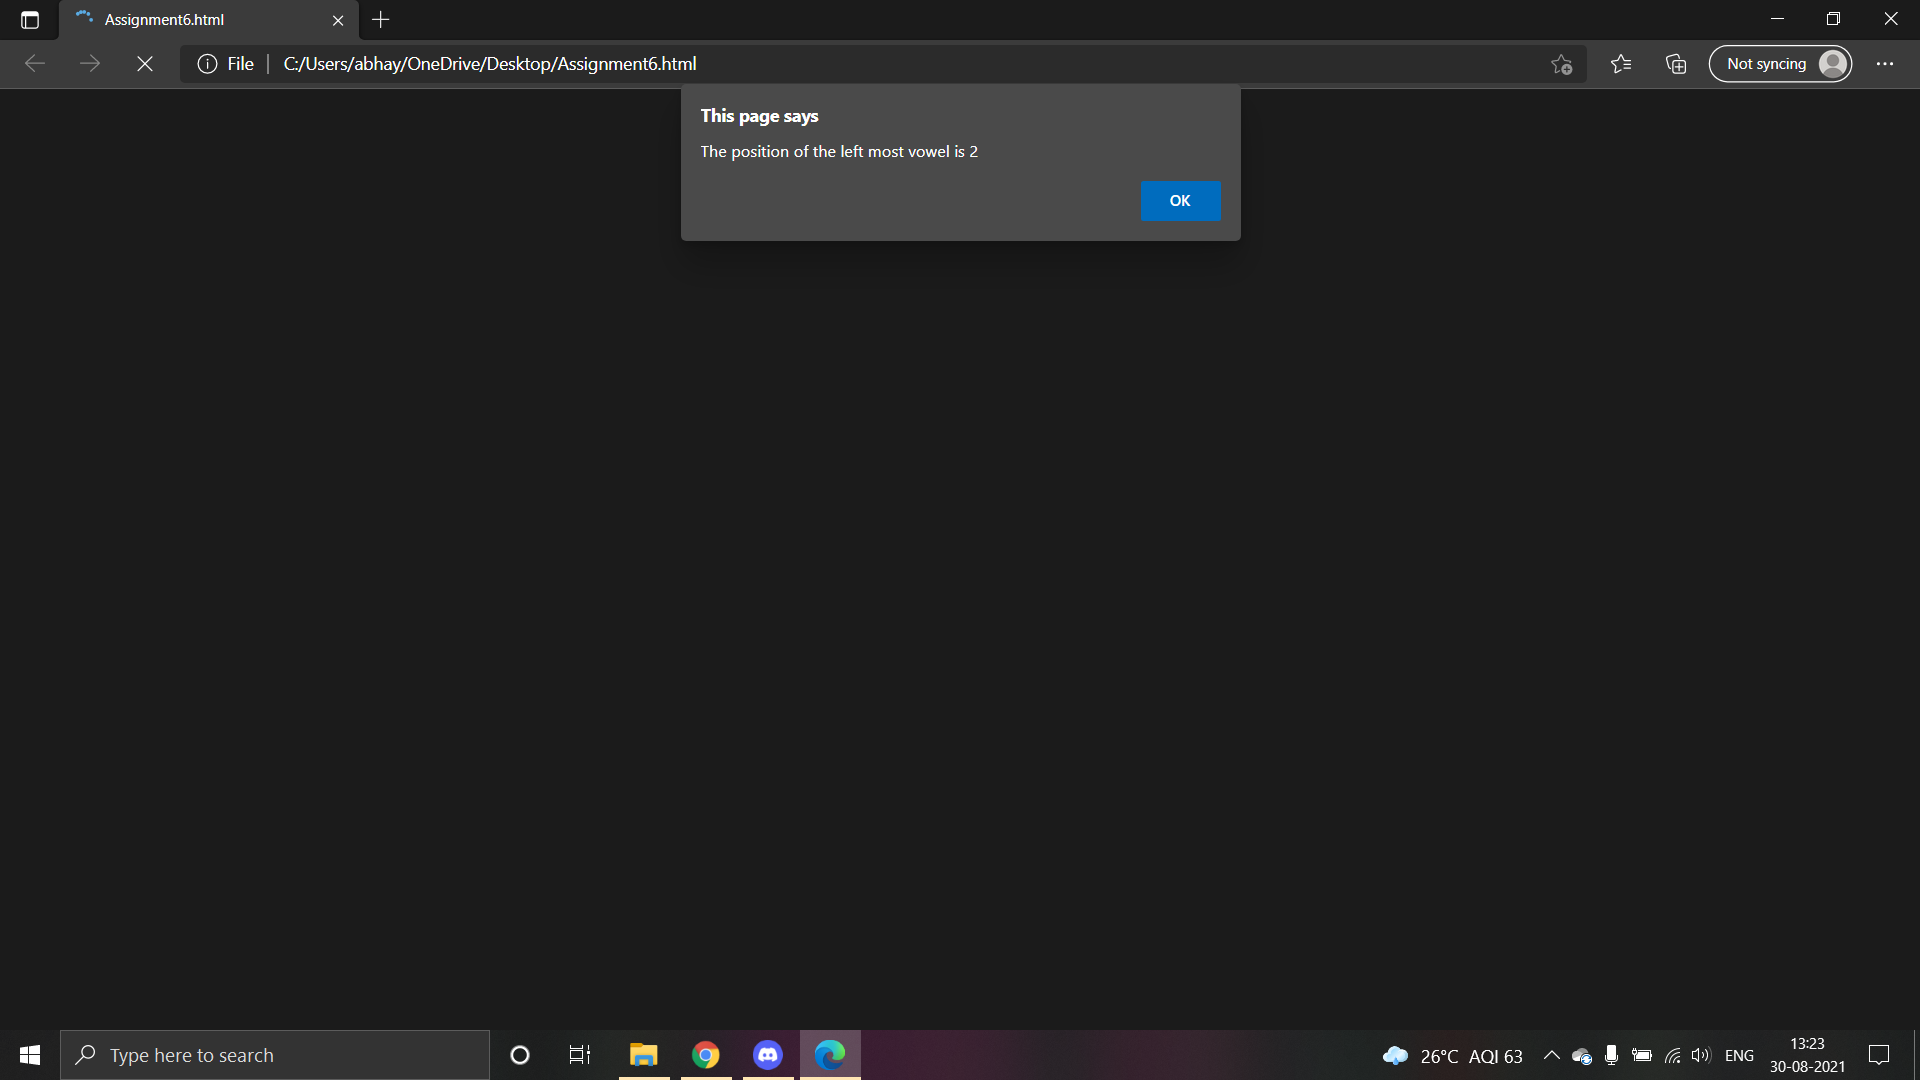 Assignment6.html
File
C:/Users/abhay/OneDrive/Desktop/Assignment6.html
Not syncing
This page says
The position of the left most vowel is 2
OK
Type here to search
26°C AQI 63
ENG
13:23
30-08-2021